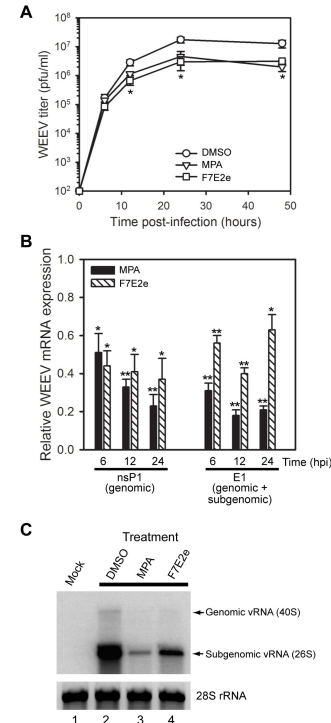 A
WEEV titer (pfu/ml)
10⁸
10⁷
10⁶
10⁵
10⁴
10³
10²
DMSO
MPA
F7E2e
* * *
0 10 20 30 40 50
Time post-infection (hours)
B
Relative WEEV mRNA expression
1.0
0.8
0.6
0.4
0.2
0.0
MPA
F7E2e
* * ** * ** * ** ** ** ** ** *
6 12 24 6 12 24 Time (hpi)
nsP1 E1
(genomic) (genomic +
subgenomic)
C
Treatment
Mock DMSO MPA F7E2e
Genomic vRNA (40S)
Subgenomic vRNA (26S)
28S rRNA
1 2 3 4